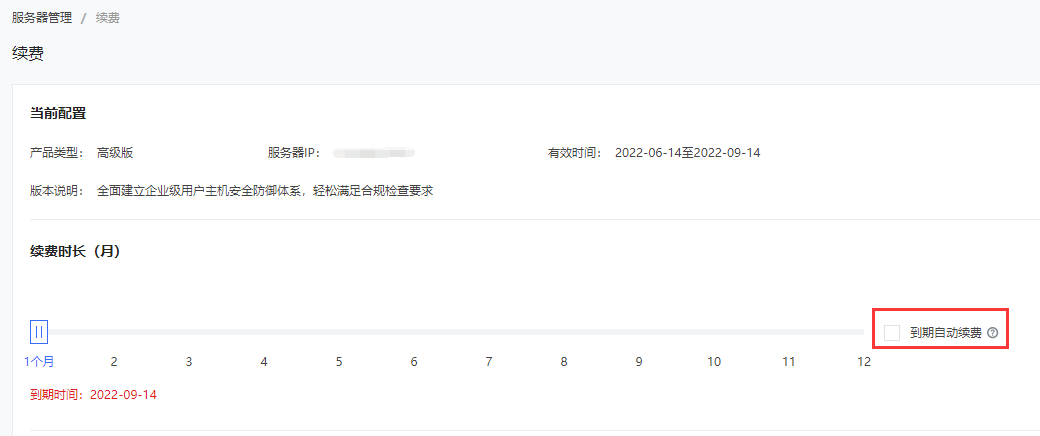 服务器管理 / 续费
续费
当前配置
产品类型： 高级版 服务器IP： 有效时间： 2022-06-14至2022-09-14
版本说明： 全面建立企业级用户主机安全防御体系，轻松满足合规检查要求
续费时长（月）
到期自动续费 ?
1个月 2 3 4 5 6 7 8 9 10 11 12
到期时间：2022-09-14